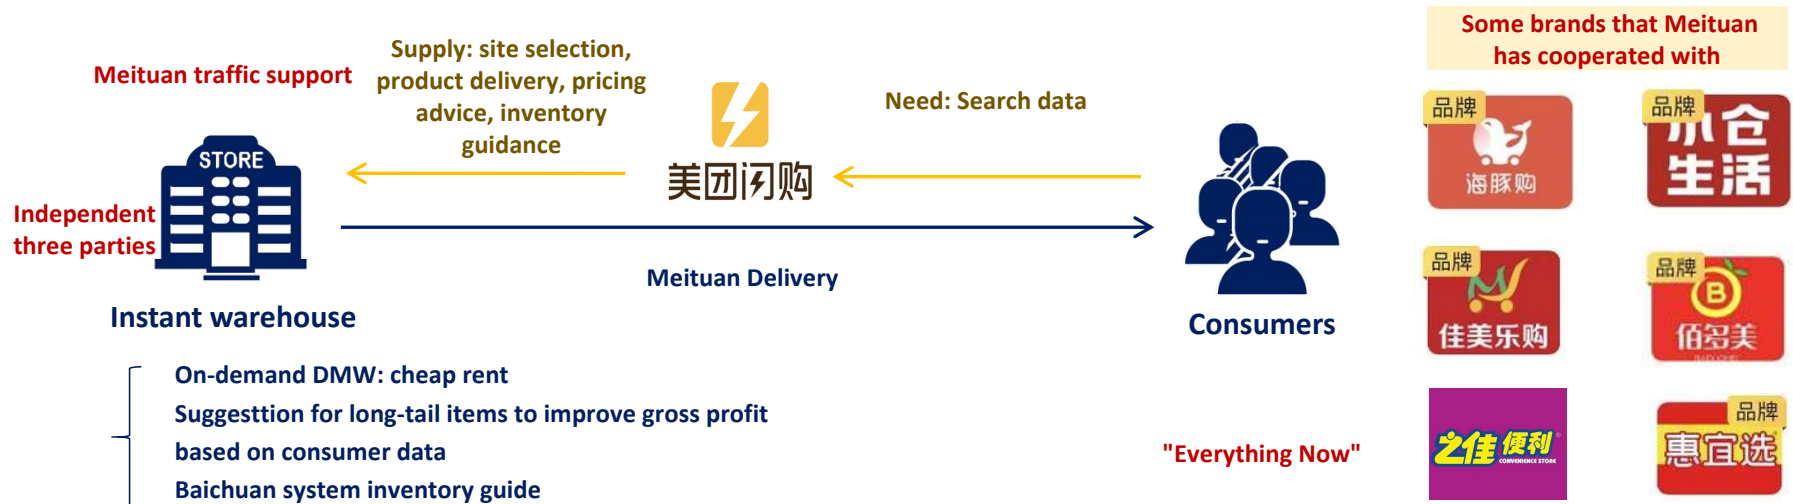 Meituan traffic support
Supply: site selection,
product delivery, pricing
advice, inventory
guidance
美团闪购
Need: Search data
STORE
Independent
three parties
Meituan Delivery
Instant warehouse
Consumers
On-demand DMW: cheap rent
Suggesttion for long-tail items to improve gross profit
based on consumer data
Baichuan system inventory guide
"Everything Now"
Some brands that Meituan
has cooperated with
品牌
海豚购
品牌
小仓
生活
品牌
佳美乐购
品牌
B
佰多美
之佳便利
CONVENIENCE STORE
品牌
惠宜选